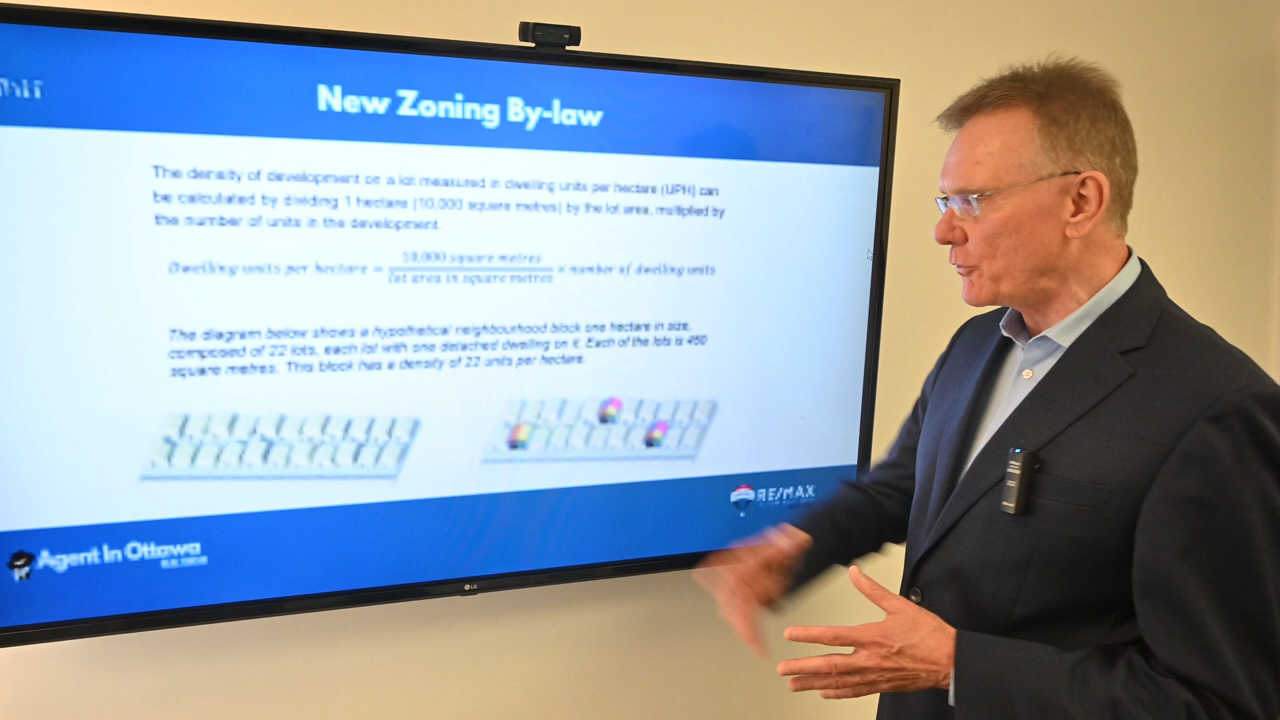 New Zoning By-law
The density of development on a lot measured in dwelling units per hectare (UPH) can
be calculated by dividing 1 hectare (10,000 square metres) by the lot area, multiplied by
the number of units in the development.
10,000 square metres
Dwelling units per hectare = × number of dwelling units
lot area in square metres
The diagram below shows a hypothetical neighbourhood block one hectare in size,
composed of 22 lots, each lot with one detached dwelling on it. Each of the lots is 450
square metres. This block has a density of 22 units per hectare.
RE/MAX
Agent In Ottawa
LG